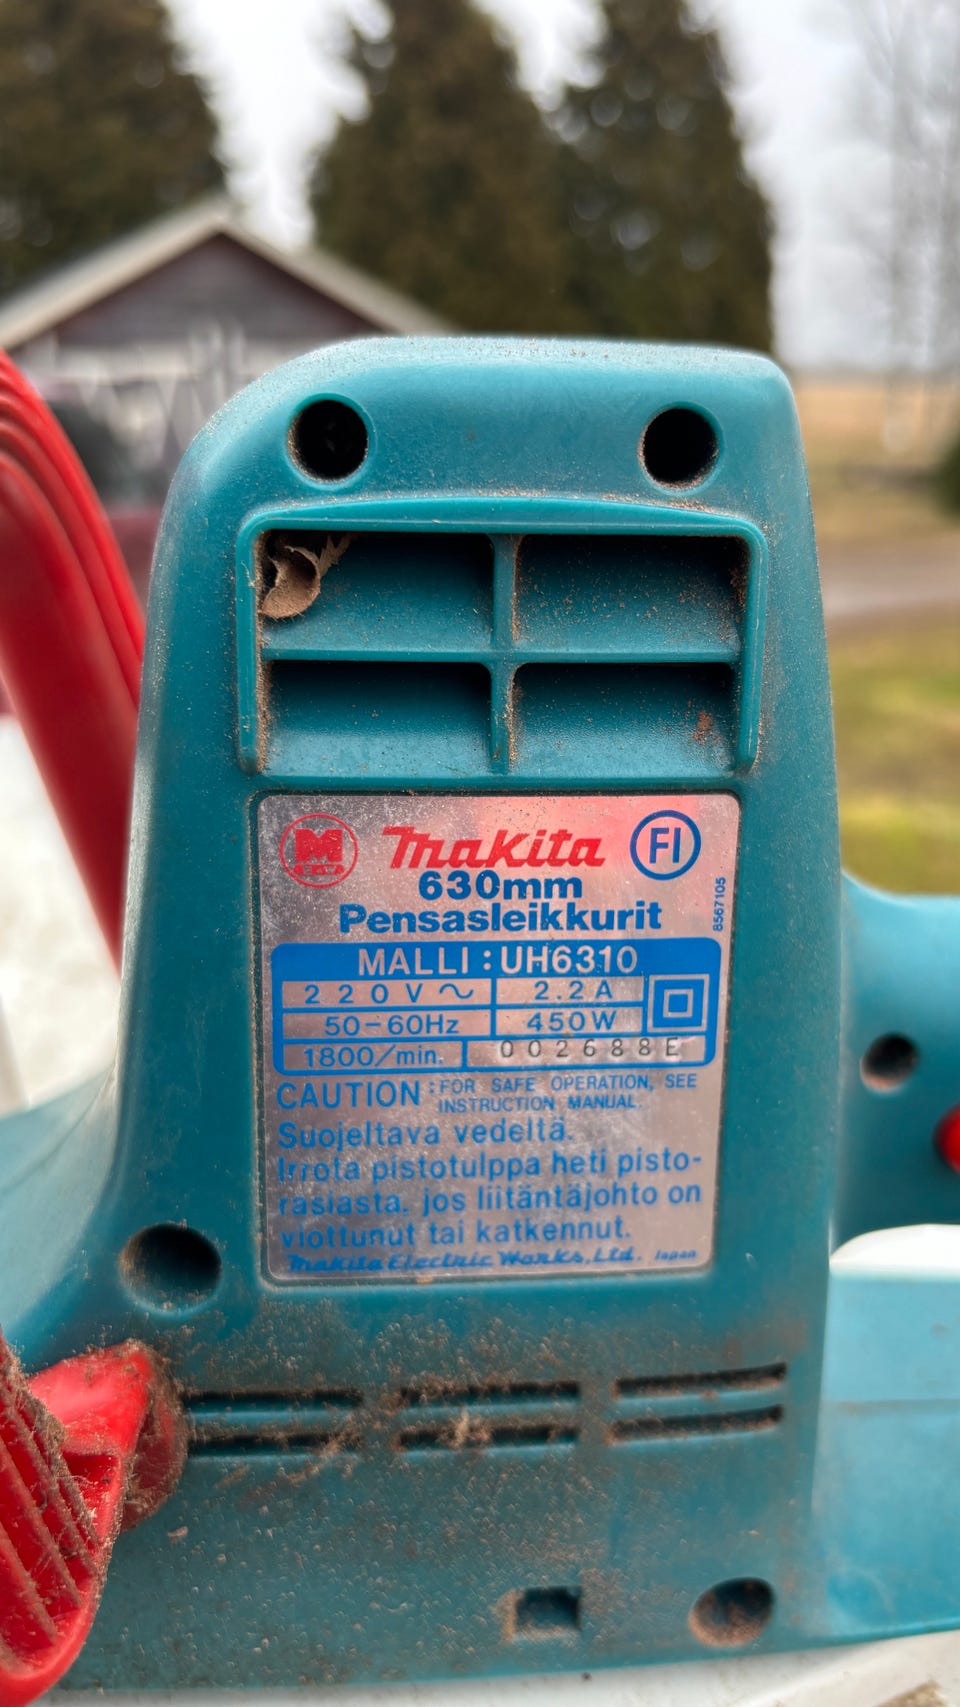 M
Makita
FI
630mm
Pensasleikkurit
8567105
MALLI : UH6310
220V～ 2.2A
50-60Hz 450W
1800/min. 002688E
CAUTION : FOR SAFE OPERATION, SEE
INSTRUCTION MANUAL.
Suojeltava vedeltä.
Irrota pistotulppa heti pisto-
rasiasta, jos liitäntäjohto on
viottunut tai katkennut.
Makita Electric Works, Ltd. Japan